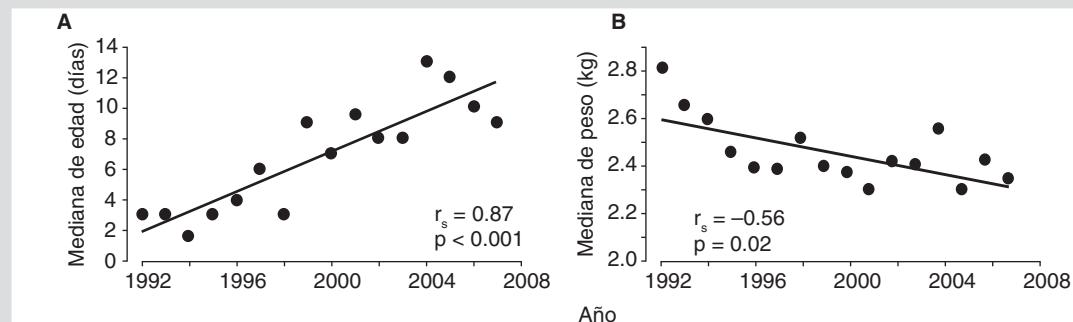 A
Mediana de edad (días)
14
12
10
8
6
4
2
0
1992 1996 2000 2004 2008
r_s = 0.87
p < 0.001
B
Mediana de peso (kg)
2.8
2.6
2.4
2.2
2.0
1992 1996 2000 2004 2008
r_s = –0.56
p = 0.02
Año